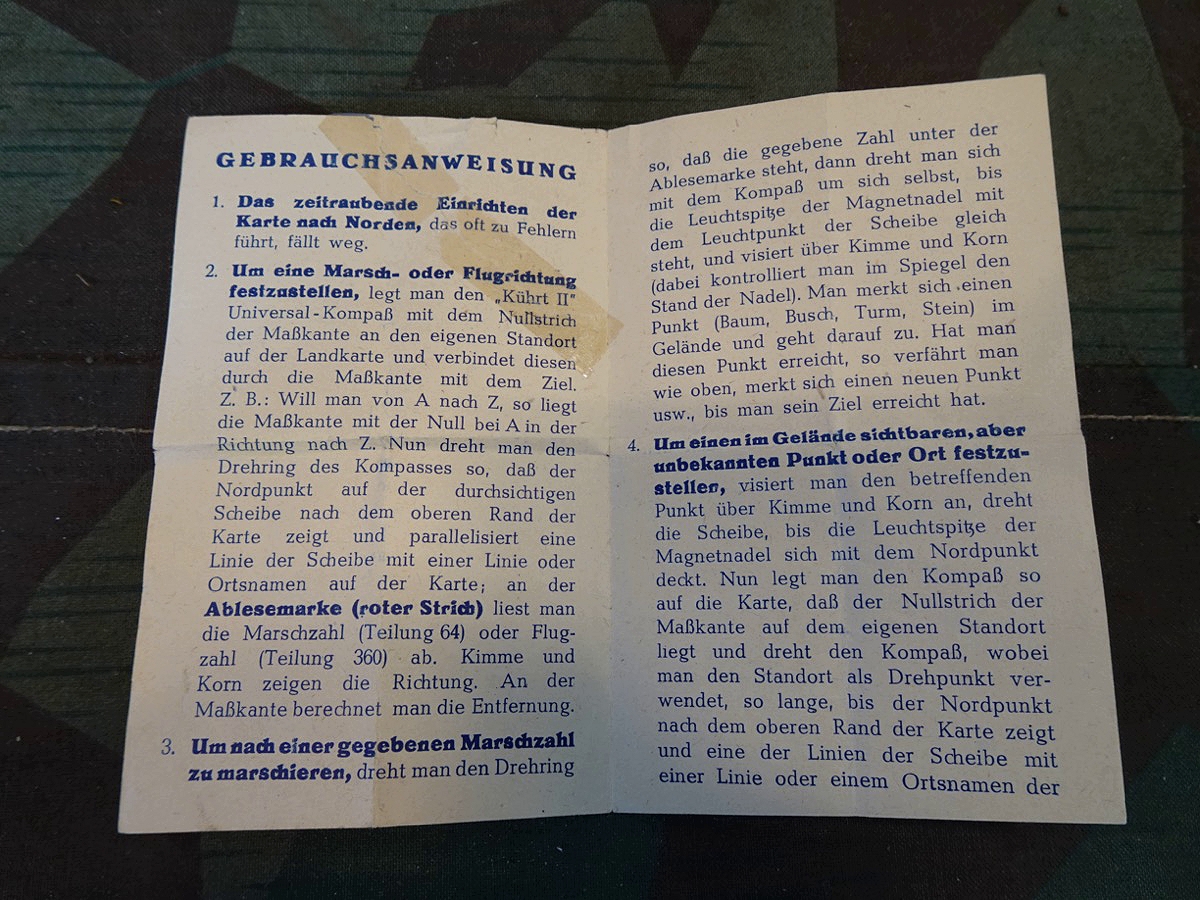 GEBRAUCHSANWEISUNG
1. Das zeitraubende Einrichten der
Karte nach Norden, das oft zu Fehlern
führt, fällt weg.
2. Um eine Marsch- oder Flugrichtung
festzustellen, legt man den „Kührt II"
Universal-Kompaß mit dem Nullstrich
der Maßkante an den eigenen Standort
auf der Landkarte und verbindet diesen
durch die Maßkante mit dem Ziel.
Z. B.: Will man von A nach Z, so liegt
die Maßkante mit der Null bei A in der
Richtung nach Z. Nun dreht man den
Drehring des Kompasses so, daß der
Nordpunkt auf der durchsichtigen
Scheibe nach dem oberen Rand der
Karte zeigt und parallelisiert eine
Linie der Scheibe mit einer Linie oder
Ortsnamen auf der Karte; an der
Ablesemarke (roter Strich) liest man
die Marschzahl (Teilung 64) oder Flug-
zahl (Teilung 360) ab. Kimme und
Korn zeigen die Richtung. An der
Maßkante berechnet man die Entfernung.
3. Um nach einer gegebenen Marschzahl
zu marschieren, dreht man den Drehring
so, daß die gegebene Zahl unter der
Ablesemarke steht, dann dreht man sich
mit dem Kompaß um sich selbst, bis
die Leuchtspitze der Magnetnadel mit
dem Leuchtpunkt der Scheibe gleich
steht, und visiert über Kimme und Korn
(dabei kontrolliert man im Spiegel den
Stand der Nadel). Man merkt sich einen
Punkt (Baum, Busch, Turm, Stein) im
Gelände und geht darauf zu. Hat man
diesen Punkt erreicht, so verfährt man
wie oben, merkt sich einen neuen Punkt
usw., bis man sein Ziel erreicht hat.
4. Um einen im Gelände sichtbaren, aber
unbekannten Punkt oder Ort festzu-
stellen, visiert man den betreffenden
Punkt über Kimme und Korn an, dreht
die Scheibe, bis die Leuchtspitze der
Magnetnadel sich mit dem Nordpunkt
deckt. Nun legt man den Kompaß so
auf die Karte, daß der Nullstrich der
Maßkante auf dem eigenen Standort
liegt und dreht den Kompaß, wobei
man den Standort als Drehpunkt ver-
wendet, so lange, bis der Nordpunkt
nach dem oberen Rand der Karte zeigt
und eine der Linien der Scheibe mit
einer Linie oder einem Ortsnamen der